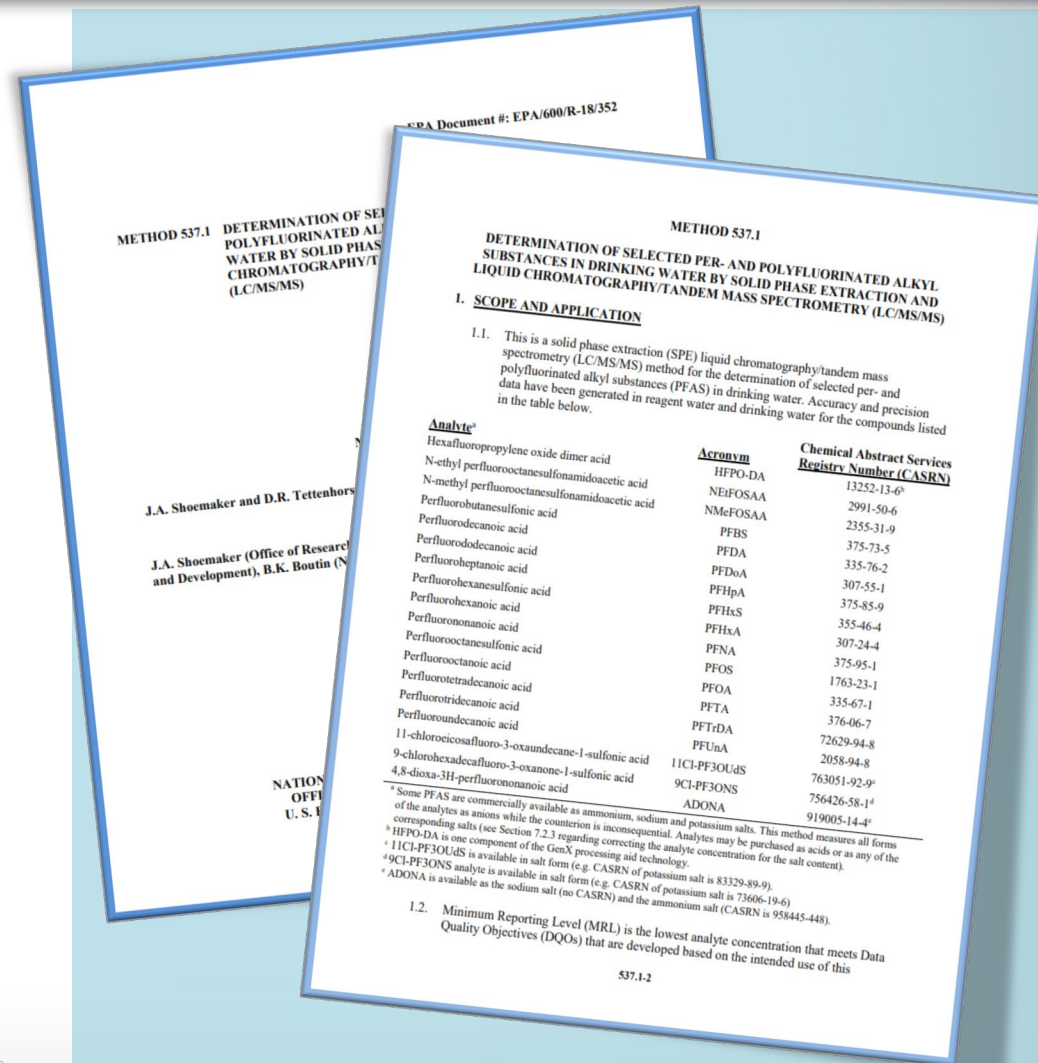 EPA Document #: EPA/600/R-18/352
METHOD 537.1 DETERMINATION OF
POLYFLUORINATED
WATER BY SOLID
CHROMATOGRAPHY
(LC/MS/MS)
J.A. Shoemaker and D.R.
J.A. Shoemaker (Office of
and Development), B.K. Boutin
U. S.
METHOD 537.1
DETERMINATION OF SELECTED PER- AND POLYFLUORINATED ALKYL
SUBSTANCES IN DRINKING WATER BY SOLID PHASE EXTRACTION AND
LIQUID CHROMATOGRAPHY/TANDEM MASS SPECTROMETRY (LC/MS/MS)
1. SCOPE AND APPLICATION
1.1. This is a solid phase extraction (SPE) liquid chromatography/tandem mass
spectrometry (LC/MS/MS) method for the determination of selected per- and
polyfluorinated alkyl substances (PFAS) in drinking water. Accuracy and precision
data have been generated in reagent water and drinking water for the compounds listed
in the table below.
Chemical Abstract Services
Analyteᵃ Acronym Registry Number (CASRN)
Hexafluoropropylene oxide dimer acid HFPO-DA 13252-13-6ᵇ
N-ethyl perfluorooctanesulfonamidoacetic acid NEtFOSAA 2991-50-6
N-methyl perfluorooctanesulfonamidoacetic acid NMeFOSAA 2355-31-9
Perfluorobutanesulfonic acid PFBS 375-73-5
Perfluorodecanoic acid PFDA 335-76-2
Perfluorododecanoic acid PFDoA 307-55-1
Perfluoroheptanoic acid PFHpA 375-85-9
Perfluorohexanesulfonic acid PFHxS 355-46-4
Perfluorohexanoic acid PFHxA 307-24-4
Perfluorononanoic acid PFNA 375-95-1
Perfluorooctanesulfonic acid PFOS 1763-23-1
Perfluorooctanoic acid PFOA 335-67-1
Perfluorotetradecanoic acid PFTA 376-06-7
Perfluorotridecanoic acid PFTrDA 72629-94-8
Perfluoroundecanoic acid PFUnA 2058-94-8
11-chloroeicosafluoro-3-oxaundecane-1-sulfonic acid 11Cl-PF3OUdS 763051-92-9ᶜ
9-chlorohexadecafluoro-3-oxanone-1-sulfonic acid 9Cl-PF3ONS 756426-58-1ᵈ
4,8-dioxa-3H-perfluorononanoic acid ADONA 919005-14-4ᵉ
ᵃ Some PFAS are commercially available as ammonium, sodium and potassium salts. This method measures all forms
of the analytes as anions while the counterion is inconsequential. Analytes may be purchased as acids or as any of the
corresponding salts (see Section 7.2.3 regarding correcting the analyte concentration for the salt content).
ᵇ HFPO-DA is one component of the GenX processing aid technology.
ᶜ 11Cl-PF3OUdS is available in salt form (e.g. CASRN of potassium salt is 83329-89-9).
ᵈ 9Cl-PF3ONS analyte is available in salt form (e.g. CASRN of potassium salt is 73606-19-6)
ᵉ ADONA is available as the sodium salt (no CASRN) and the ammonium salt (CASRN is 958445-448).
1.2. Minimum Reporting Level (MRL) is the lowest analyte concentration that meets Data
Quality Objectives (DQOs) that are developed based on the intended use of this
537.1-2